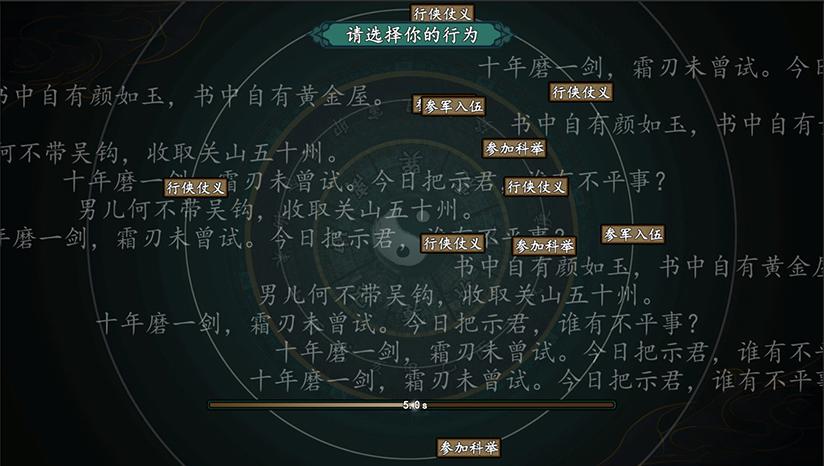 行侠仗义
请选择你的行为
十年磨一剑，霜刃未曾试。今日
行侠仗义
书中自有颜如玉，书中自有黄金屋。
参军入伍
书中自有颜如玉，书中自有
参加科举
何不带吴钩，收取关山五十州。
十年磨一剑，霜刃未曾试。今日把示君，谁有不平事？
行侠仗义
行侠仗义
男儿何不带吴钩，收取关山五十州。
年磨一剑，霜刃未曾试。今日把示君，谁有不平事？
参军入伍
行侠仗义
参加科举
书中自有颜如玉，书中自有黄金屋
男儿何不带吴钩，收取关山五十州。
十年磨一剑，霜刃未曾试。今日把示君，谁有不平事？
十年磨一剑，霜刃未曾试。今日把示君，谁有不平
十年磨一剑，霜刃未曾试。今日把示君，谁有不平事
5.0s
参加科举